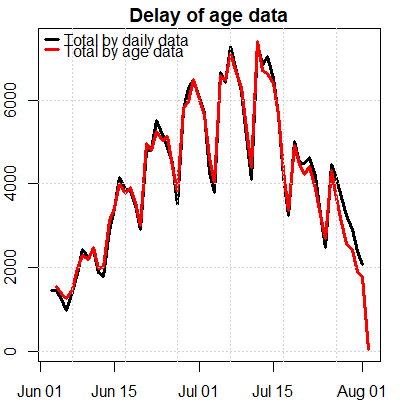 Delay of age data
Total by daily data
Total by age data
6000
4000
2000
0
Jun 01 Jun 15 Jul 01 Jul 15 Aug 01